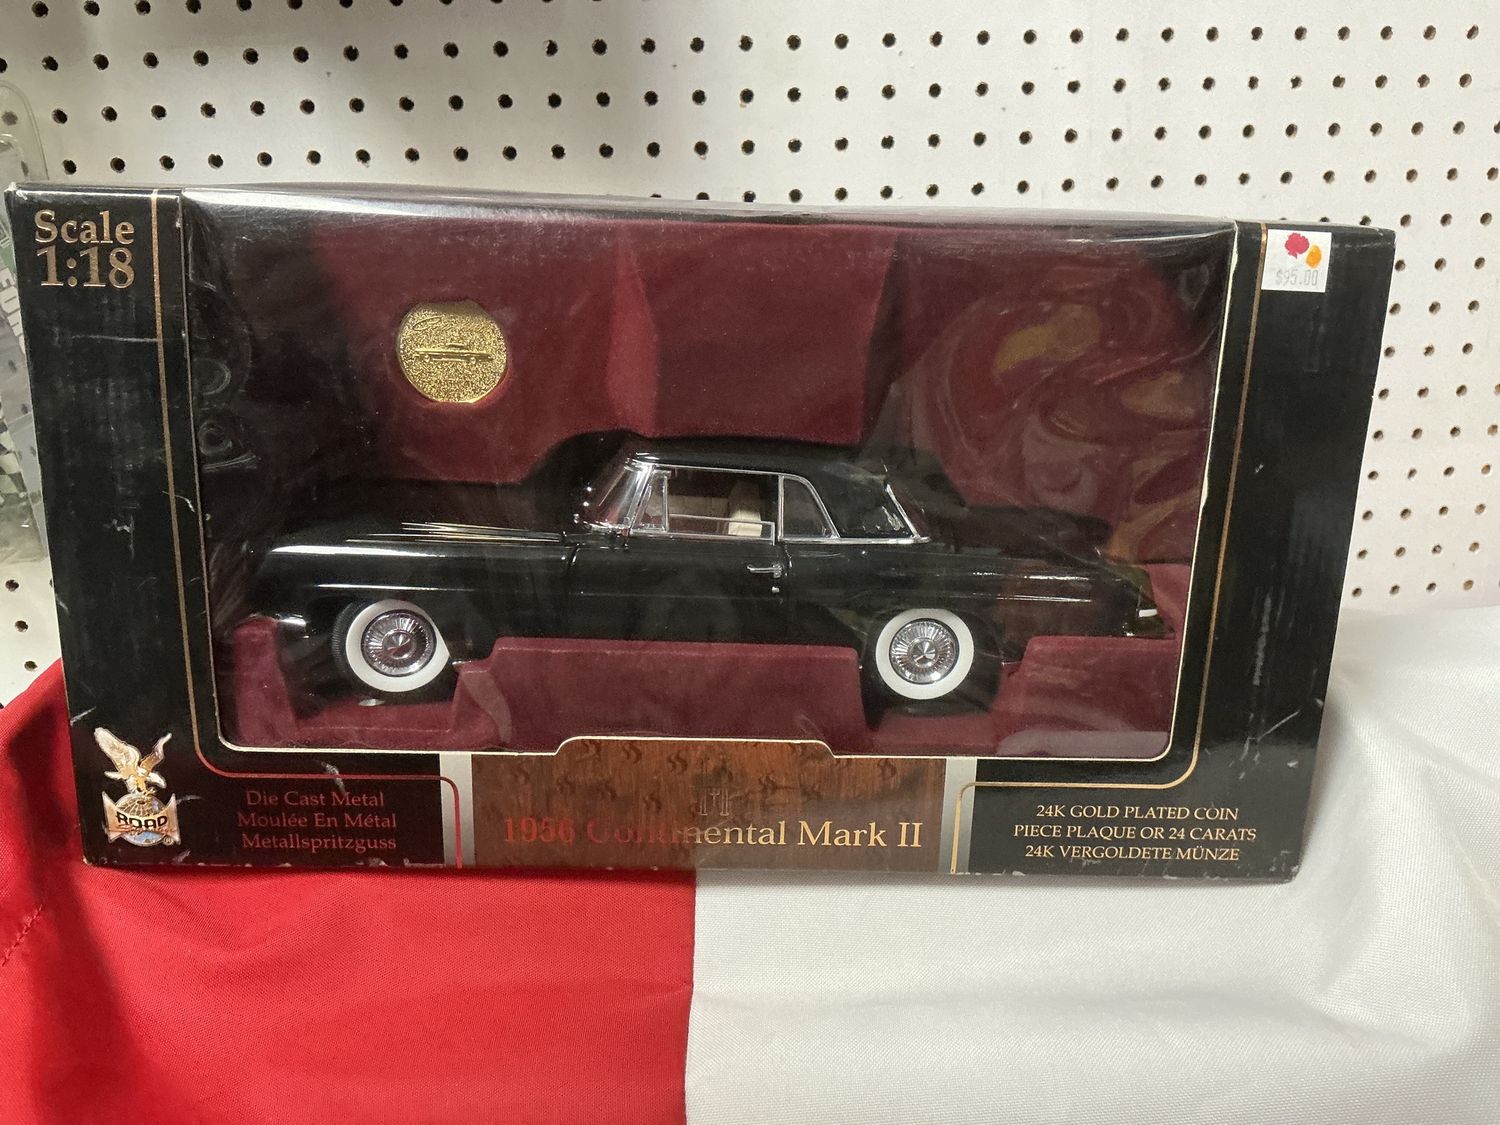 Scale
1:18
$95.00
ROAD
®
Die Cast Metal
Moulée En Métal
Metallspritzguss
1956 Continental Mark II
24K GOLD PLATED COIN
PIECE PLAQUE OR 24 CARATS
24K VERGOLDETE MÜNZE